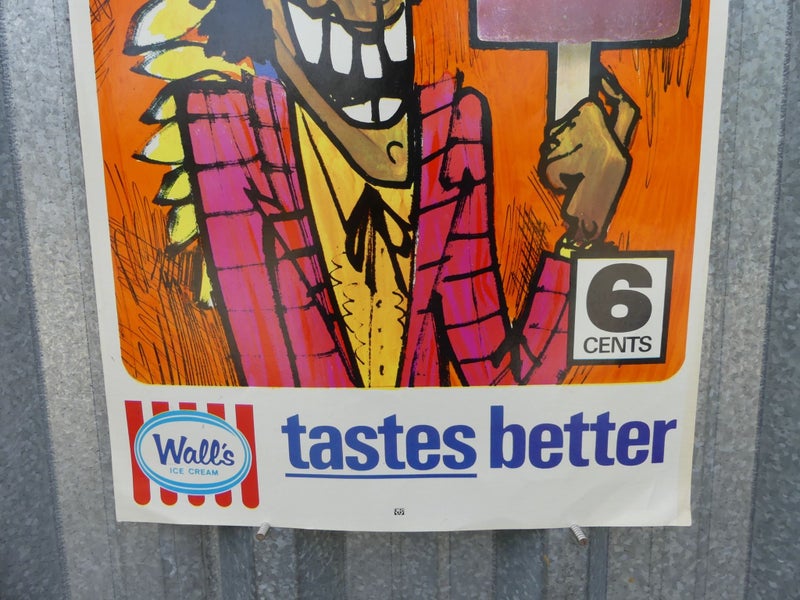 6
CENTS
Wall's
ICE CREAM
tastes better